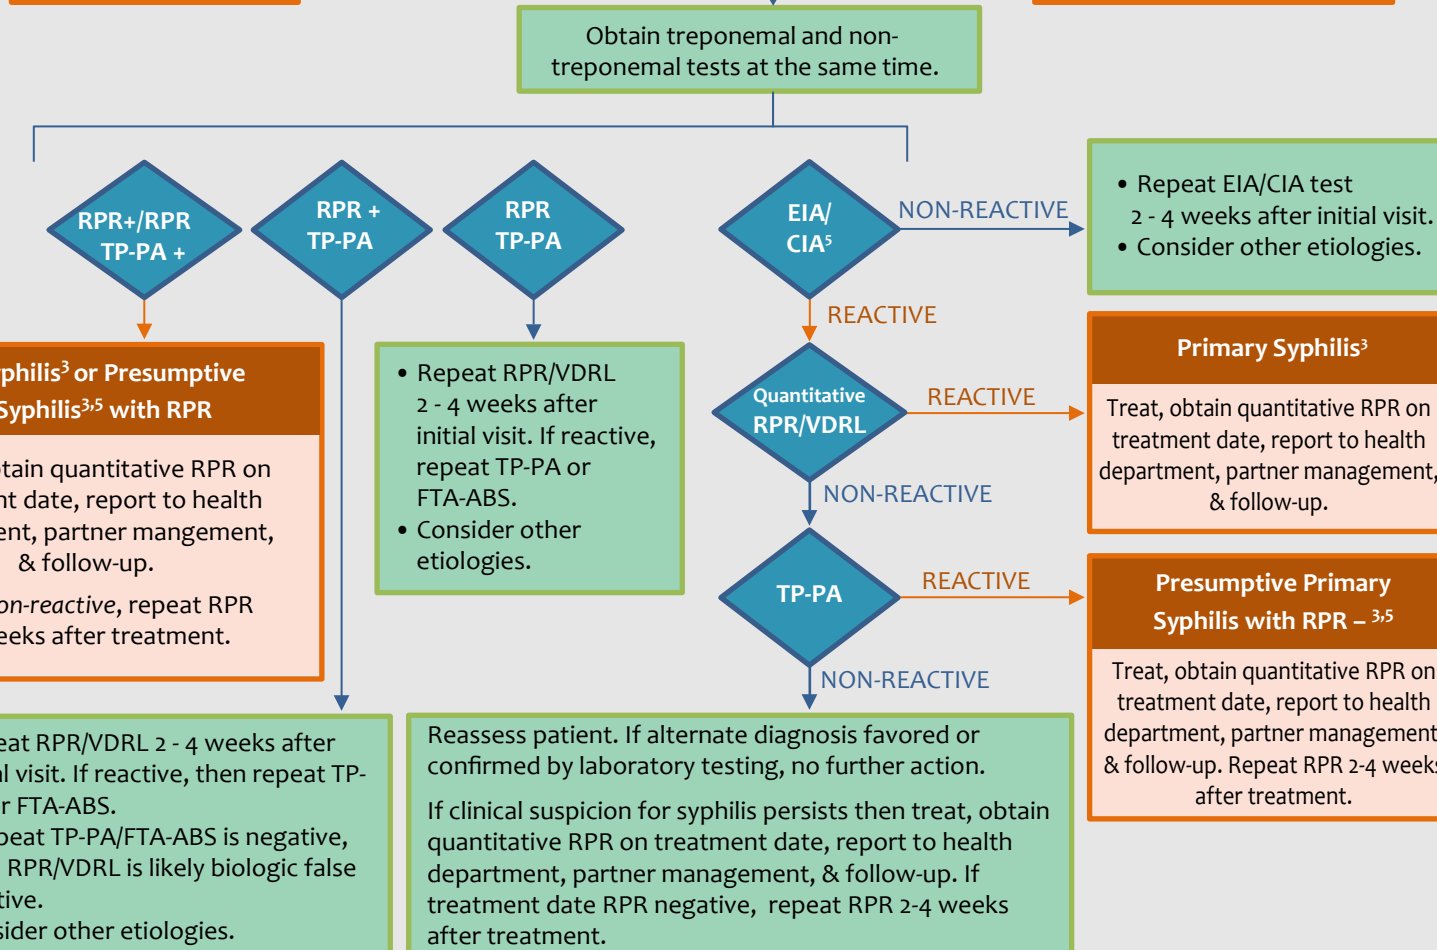 Obtain treponemal and non-
treponemal tests at the same time.
RPR+/RPR
TP-PA +
RPR +
TP-PA
RPR
TP-PA
EIA/
CIA⁵
NON-REACTIVE
• Repeat EIA/CIA test
2 - 4 weeks after initial visit.
• Consider other etiologies.
REACTIVE
philis³ or Presumptive
Syphilis³,⁵ with RPR
tain quantitative RPR on
nt date, report to health
ent, partner mangement,
& follow-up.
on-reactive, repeat RPR
eeks after treatment.
• Repeat RPR/VDRL
2 - 4 weeks after
initial visit. If reactive,
repeat TP-PA or
FTA-ABS.
• Consider other
etiologies.
Quantitative
RPR/VDRL
REACTIVE
Primary Syphilis³
Treat, obtain quantitative RPR on
treatment date, report to health
department, partner management,
& follow-up.
NON-REACTIVE
TP-PA
REACTIVE
Presumptive Primary
Syphilis with RPR – ³,⁵
Treat, obtain quantitative RPR on
treatment date, report to health
department, partner management
& follow-up. Repeat RPR 2-4 weeks
after treatment.
NON-REACTIVE
eat RPR/VDRL 2 - 4 weeks after
al visit. If reactive, then repeat TP-
r FTA-ABS.
peat TP-PA/FTA-ABS is negative,
RPR/VDRL is likely biologic false
tive.
sider other etiologies.
Reassess patient. If alternate diagnosis favored or
confirmed by laboratory testing, no further action.
If clinical suspicion for syphilis persists then treat, obtain
quantitative RPR on treatment date, report to health
department, partner management, & follow-up. If
treatment date RPR negative, repeat RPR 2-4 weeks
after treatment.